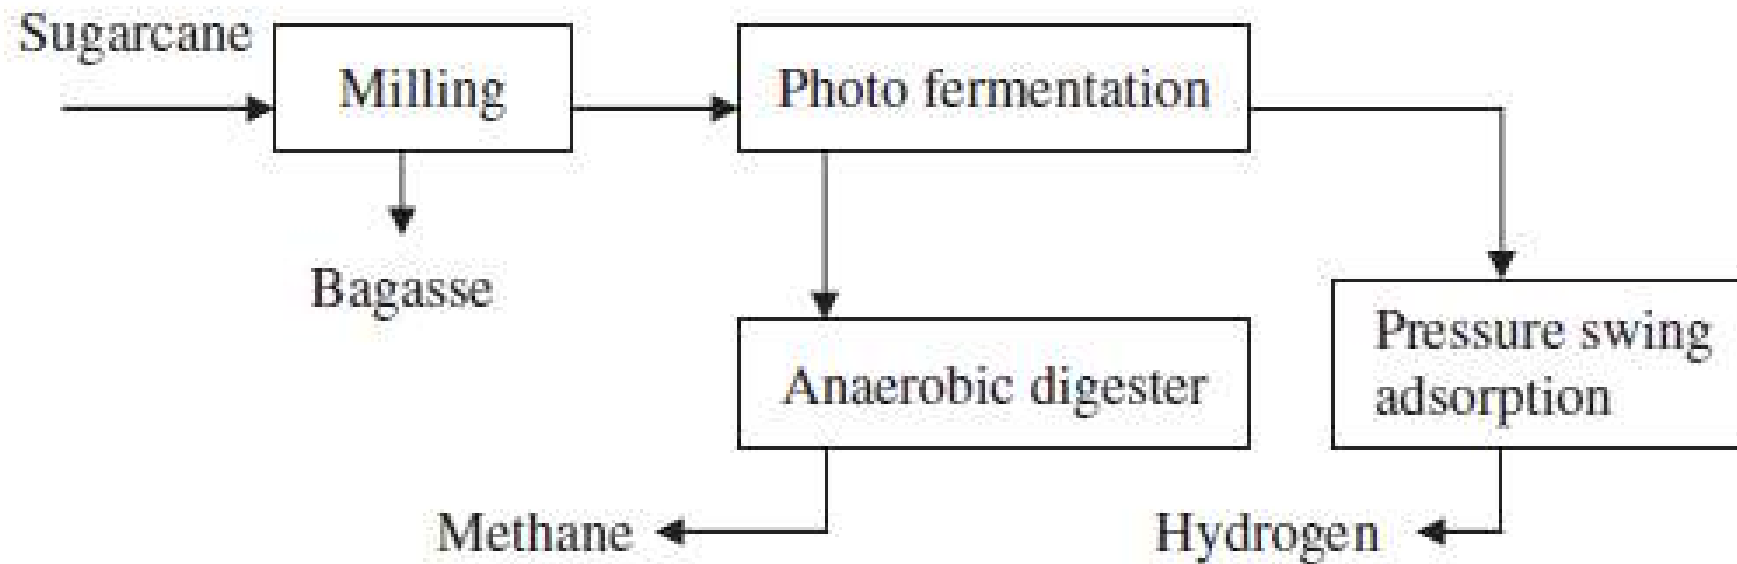 Sugarcane
Milling
Photo fermentation
Bagasse
Pressure swing
adsorption
Anaerobic digester
Methane
Hydrogen